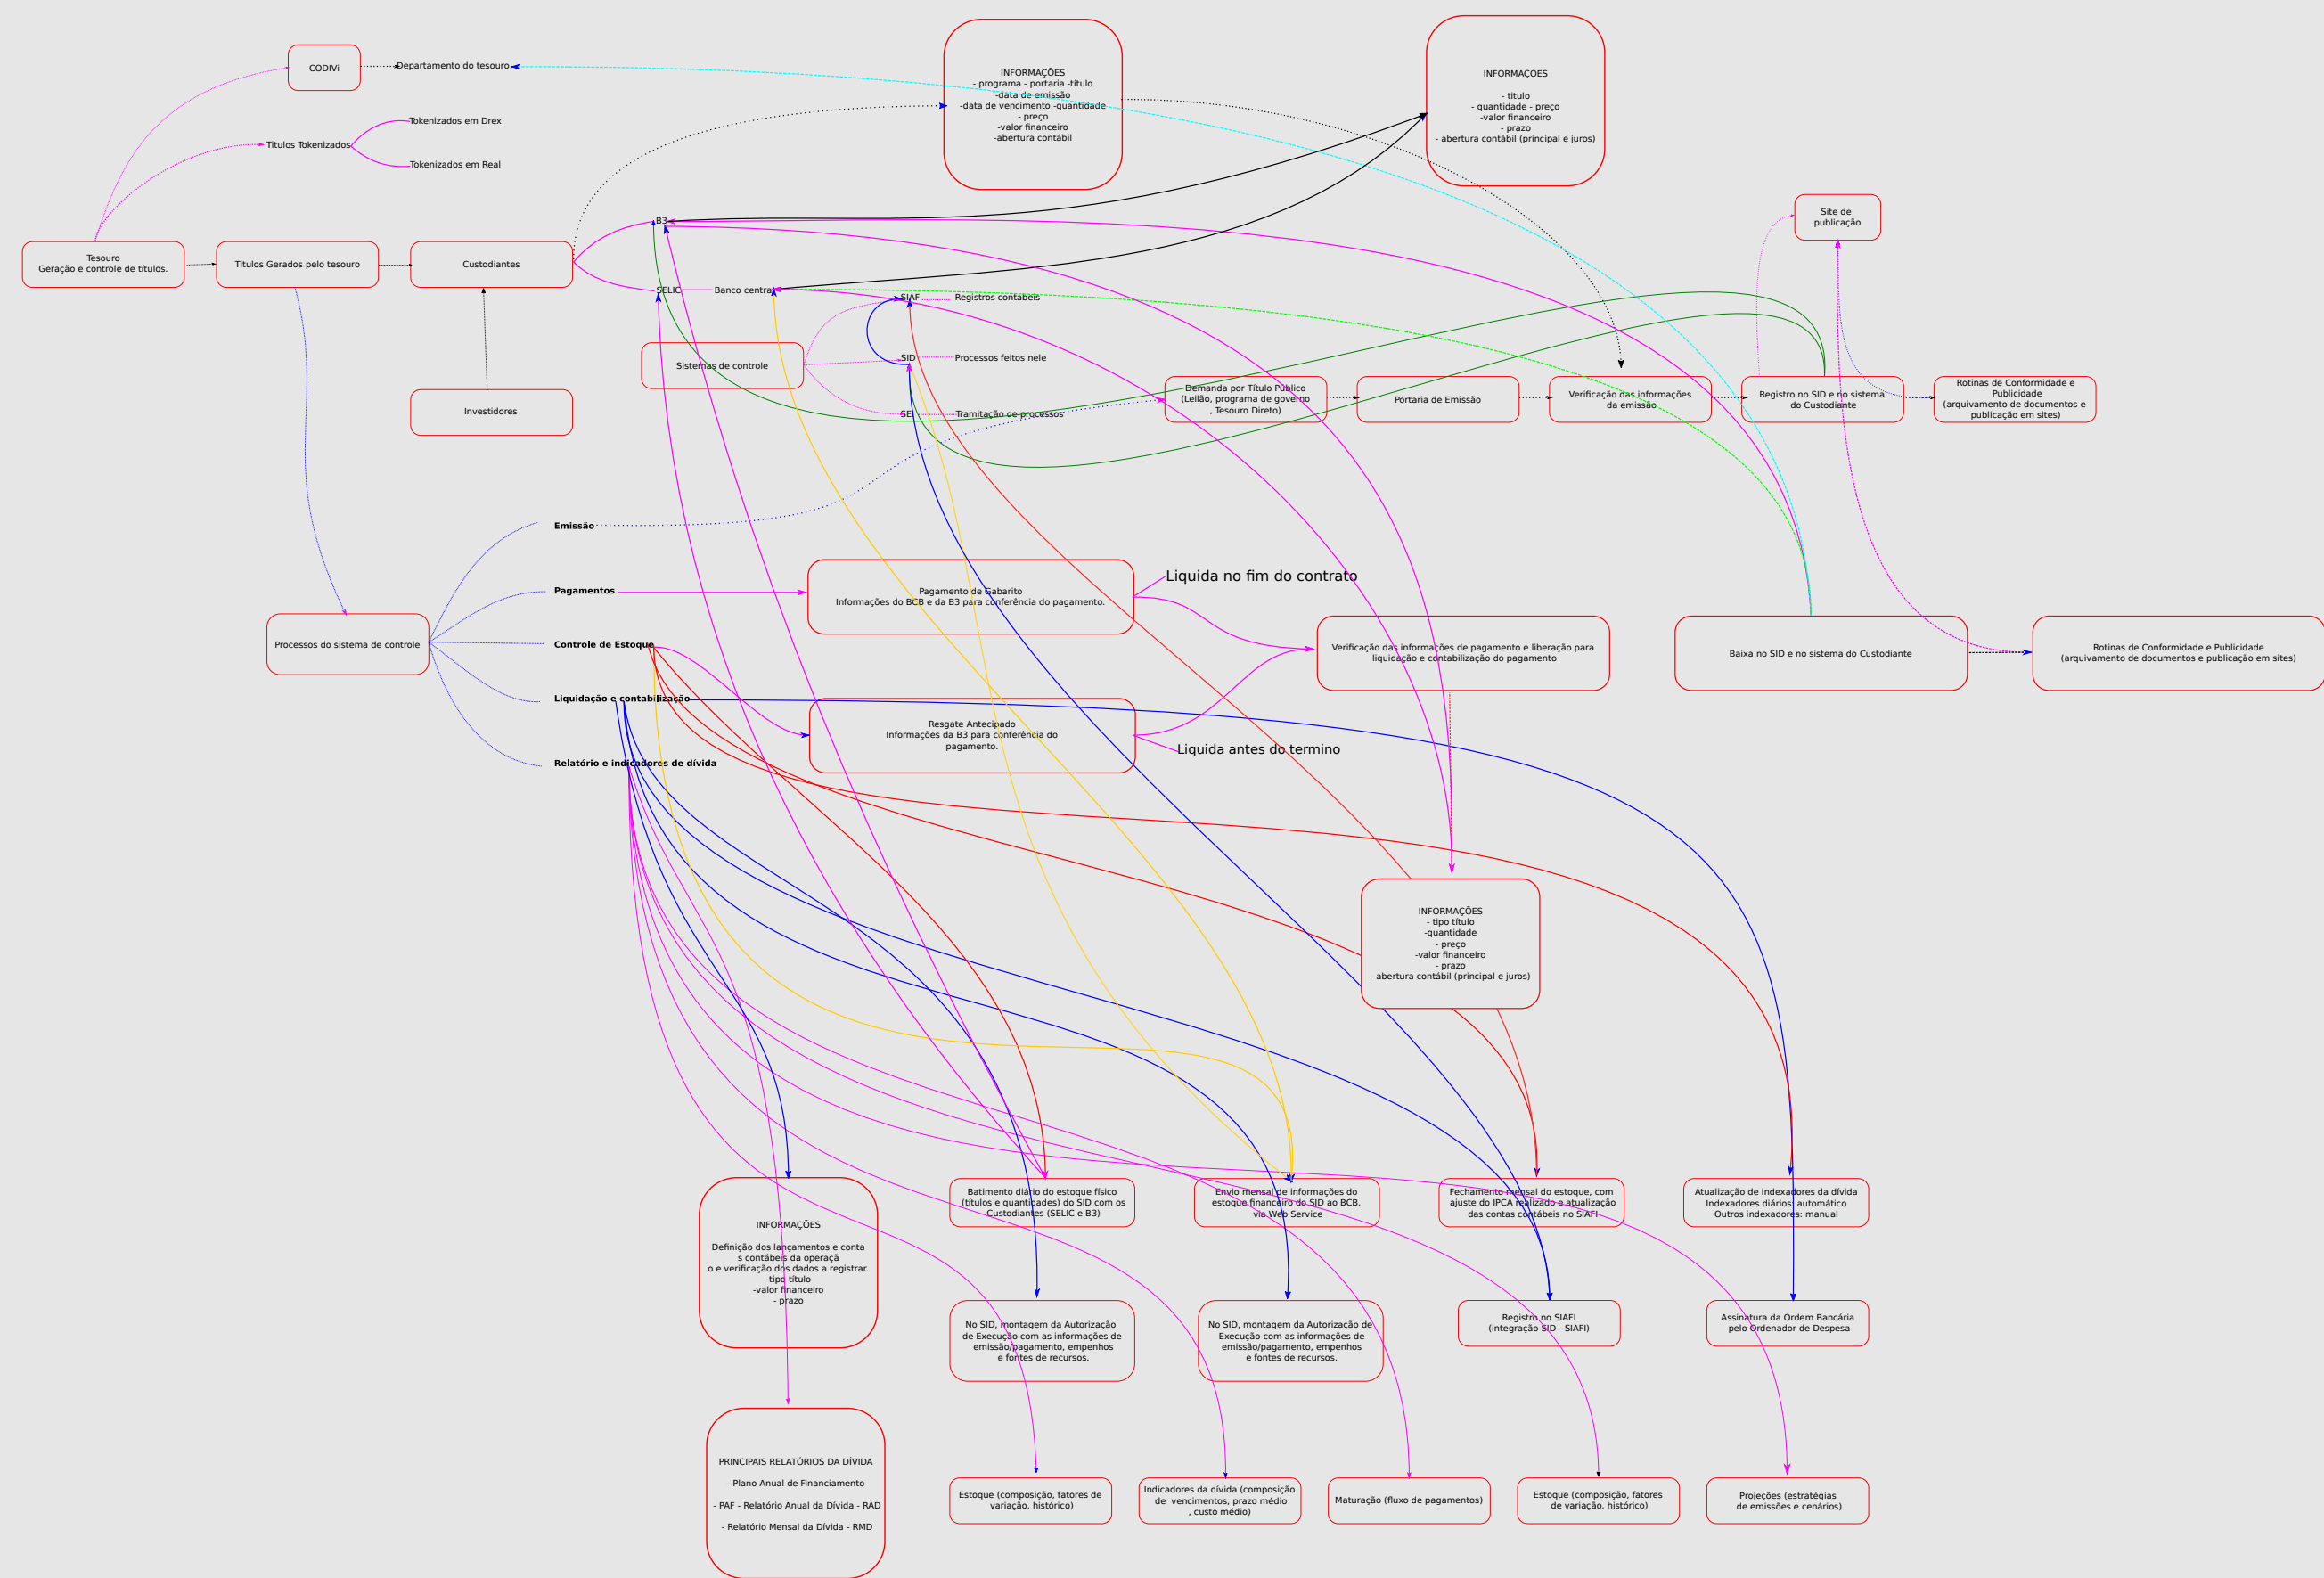 CODIVi
Departamento do tesouro
Tokenizados em Drex
Titulos Tokenizados
Tokenizados em Real
INFORMAÇÕES
- programa - portaria -título
-data de emissão
-data de vencimento -quantidade
- preço
-valor financeiro
-abertura contábil
INFORMAÇÕES
- titulo
- quantidade - preço
-valor financeiro
- prazo
- abertura contábil (principal e juros)
Site de
publicação
B3
Tesouro
Geração e controle de títulos.
Titulos Gerados pelo tesouro
Custodiantes
SELIC
Banco central
SIAF
Registros contabeis
Sistemas de controle
SID
Processos feitos nele
SEI
Tramitação de processos
Investidores
Demanda por Título Público
(Leilão, programa de governo
, Tesouro Direto)
Portaria de Emissão
Verificação das informações
da emissão
Registro no SID e no sistema
do Custodiante
Rotinas de Conformidade e
Publicidade
(arquivamento de documentos e
publicação em sites)
Emissão
Pagamentos
Controle de Estoque
Liquidação e contabilização
Relatório e indicadores de dívida
Processos do sistema de controle
Pagamento de Gabarito
Informações do BCB e da B3 para conferência do pagamento.
Liquida no fim do contrato
Resgate Antecipado
Informações da B3 para conferência do
pagamento.
Liquida antes do termino
Verificação das informações de pagamento e liberação para
liquidação e contabilização do pagamento
Baixa no SID e no sistema do Custodiante
Rotinas de Conformidade e Publicidade
(arquivamento de documentos e publicação em sites)
INFORMAÇÕES
- tipo título
-quantidade
- preço
-valor financeiro
- prazo
- abertura contábil (principal e juros)
INFORMAÇÕES
Definição dos lançamentos e conta
s contábeis da operaçã
o e verificação dos dados a registrar.
-tipo título
-valor financeiro
- prazo
Batimento diário do estoque físico
(títulos e quantidades) do SID com os
Custodiantes (SELIC e B3)
Envio mensal de informações do
estoque financeiro do SID ao BCB,
via Web Service
Fechamento mensal do estoque, com
ajuste do IPCA realizado e atualização
das contas contábeis no SIAFI
Atualização de indexadores da dívida
Indexadores diários: automático
Outros indexadores: manual
No SID, montagem da Autorização
de Execução com as informações de
emissão/pagamento, empenhos
e fontes de recursos.
No SID, montagem da Autorização de
Execução com as informações de
emissão/pagamento, empenhos
e fontes de recursos.
Registro no SIAFI
(integração SID - SIAFI)
Assinatura da Ordem Bancária
pelo Ordenador de Despesa
PRINCIPAIS RELATÓRIOS DA DÍVIDA
- Plano Anual de Financiamento
- PAF - Relatório Anual da Dívida - RAD
- Relatório Mensal da Dívida - RMD
Estoque (composição, fatores de
variação, histórico)
Indicadores da dívida (composição
de  vencimentos, prazo médio
, custo médio)
Maturação (fluxo de pagamentos)
Estoque (composição, fatores
de variação, histórico)
Projeções (estratégias
de emissões e cenários)